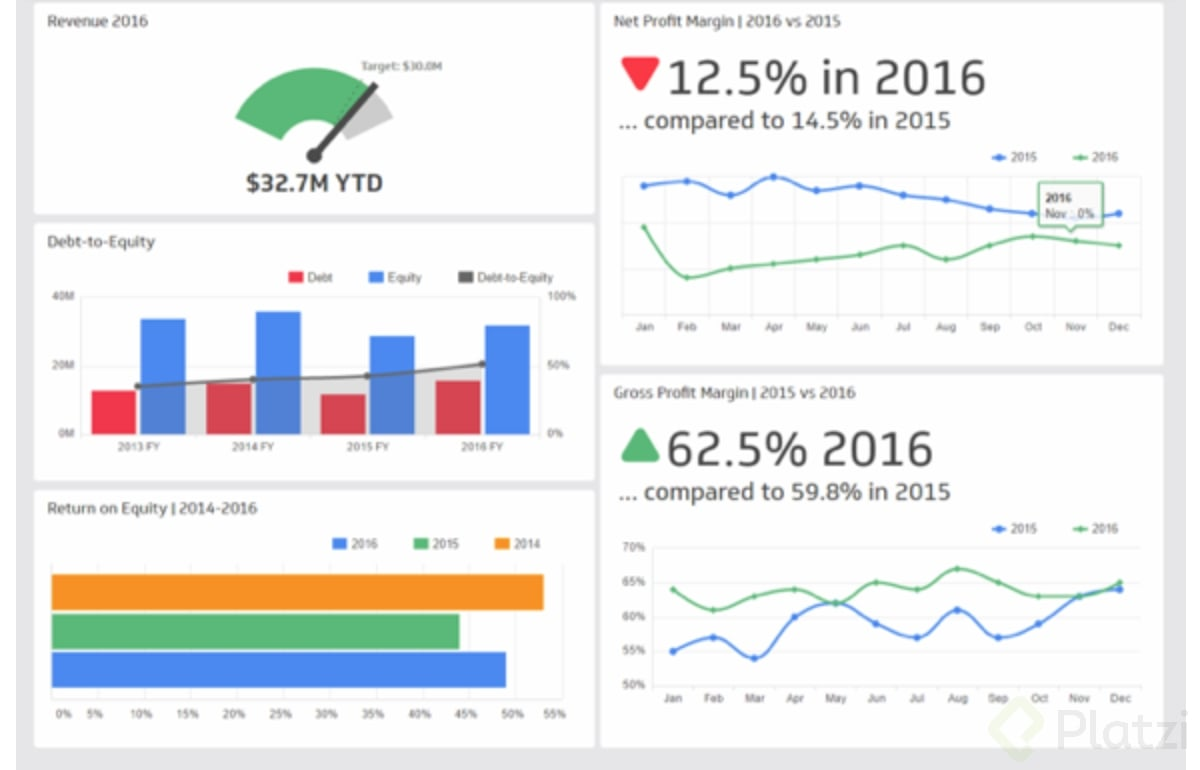 Revenue 2016
Target: $30.0M
$32.7M YTD
Debt-to-Equity
Debt Equity Debt-to-Equity
40M 100%
20M 50%
0M 0%
2013 FY 2014 FY 2015 FY 2016 FY
Return on Equity | 2014-2016
2016 2015 2014
0% 5% 10% 15% 20% 25% 30% 35% 40% 45% 50% 55%
Net Profit Margin | 2016 vs 2015
12.5% in 2016
... compared to 14.5% in 2015
2015 2016
2016
Nov : 0%
Jan Feb Mar Apr May Jun Jul Aug Sep Oct Nov Dec
Gross Profit Margin | 2015 vs 2016
62.5% 2016
... compared to 59.8% in 2015
2015 2016
70%
65%
60%
55%
50%
Jan Feb Mar Apr May Jun Jul Aug Sep Oct Nov Dec
Platzi